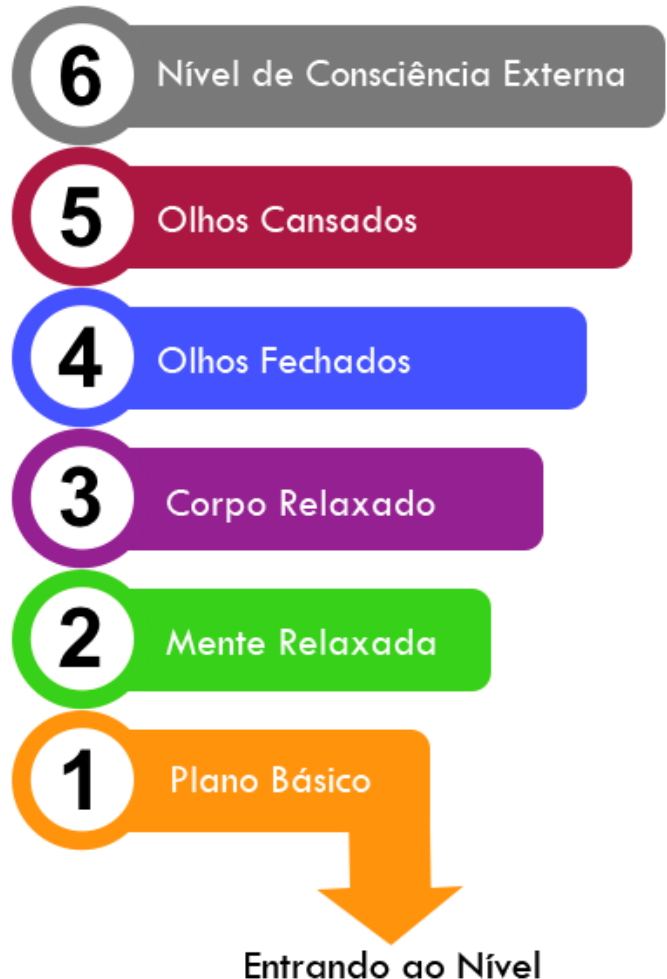 6 Nível de Consciência Externa
5 Olhos Cansados
4 Olhos Fechados
3 Corpo Relaxado
2 Mente Relaxada
1 Plano Básico
Entrando ao Nível